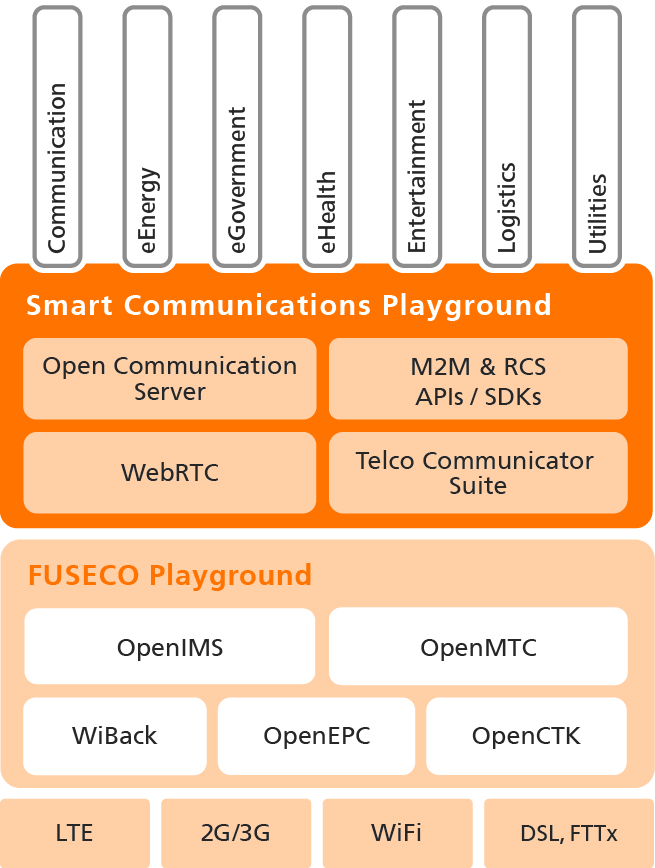 Communication
eEnergy
eGovernment
eHealth
Entertainment
Logistics
Utilities
Smart Communications Playground
Open Communication
Server
M2M & RCS
APIs / SDKs
WebRTC
Telco Communicator
Suite
FUSECO Playground
OpenIMS
OpenMTC
WiBack
OpenEPC
OpenCTK
LTE
2G/3G
WiFi
DSL, FTTx